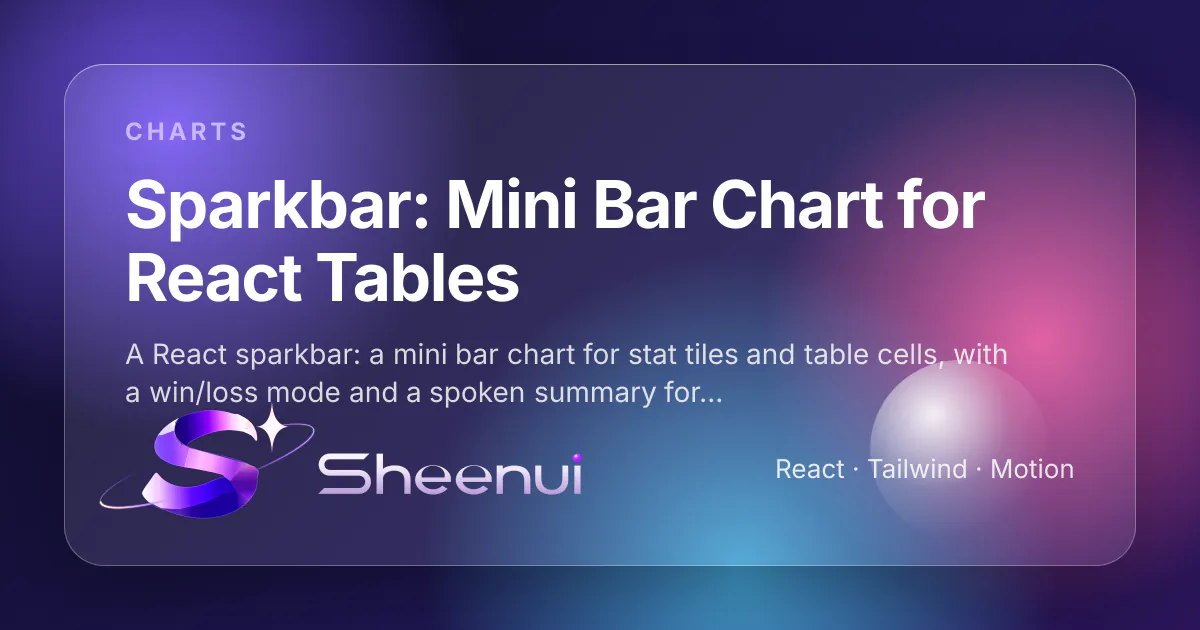 CHARTS
Sparkbar: Mini Bar Chart for
React Tables
A React sparkbar: a mini bar chart for stat tiles and table cells, with
a win/loss mode and a spoken summary for...
Sheenui
React · Tailwind · Motion